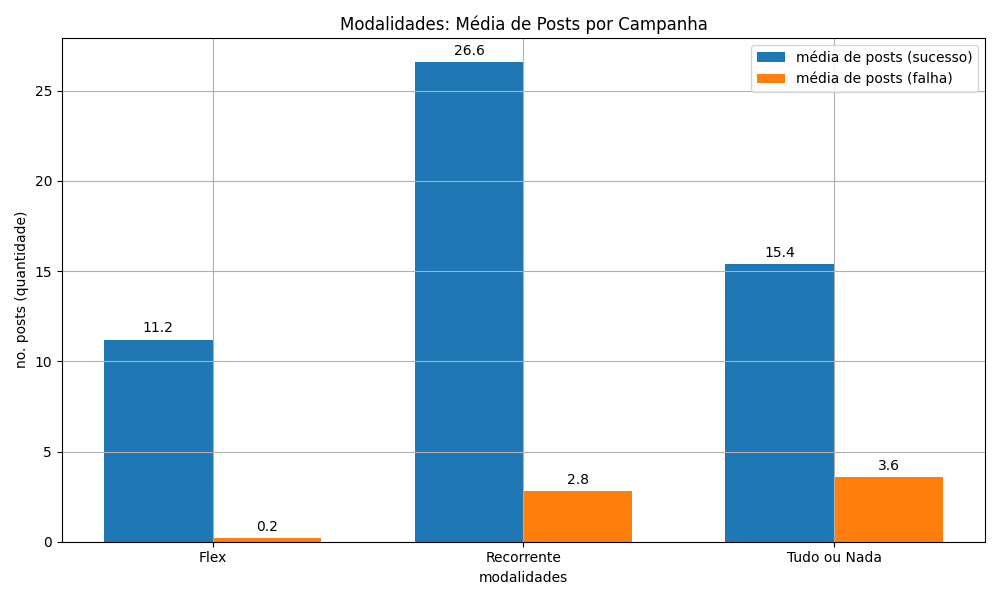 Modalidades: Média de Posts por Campanha
média de posts (sucesso)
média de posts (falha)
no. posts (quantidade)
25
20
15
10
5
0
11.2
0.2
26.6
2.8
15.4
3.6
Flex
Recorrente
Tudo ou Nada
modalidades